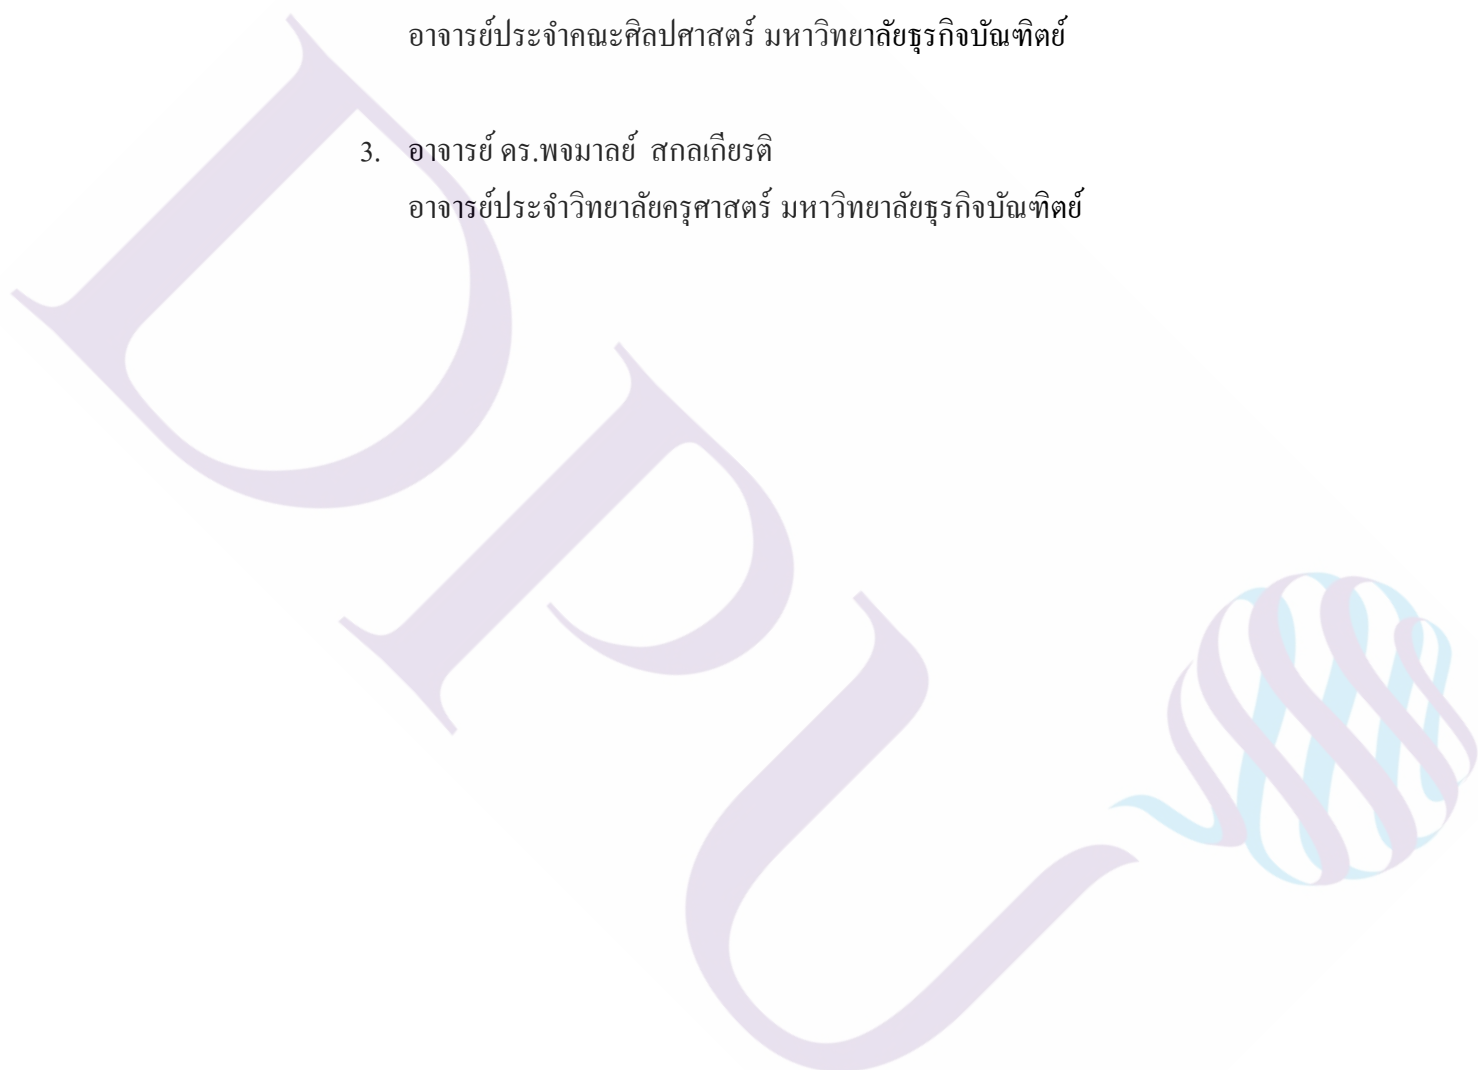 อาจารย์ประจำคณะศิลปศาสตร์ มหาวิทยาลัยธุรกิจบัณฑิตย์
3. อาจารย์ ดร.พจมาลย์ สกลเกียรติ
อาจารย์ประจำวิทยาลัยครุศาสตร์ มหาวิทยาลัยธุรกิจบัณฑิตย์
DPU